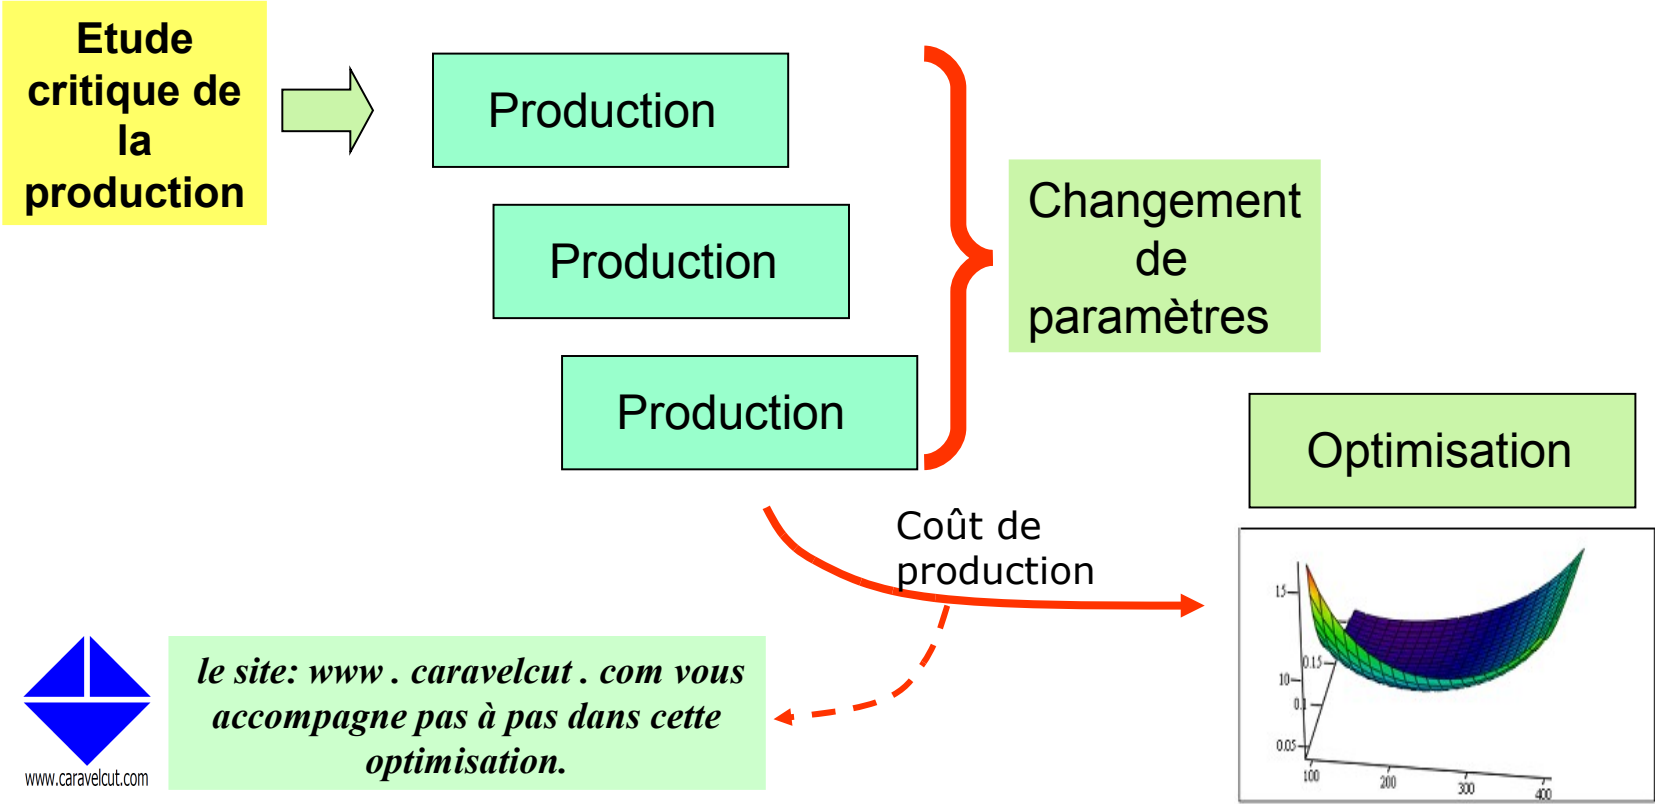 Etude
critique de
la
production
Production
Production
Production
Changement
de
paramètres
Optimisation
Coût de
production
15
10
0.15
0.1
0.05
100
200
300
400
le site: www . caravelcut . com vous
accompagne pas à pas dans cette
optimisation.
www.caravelcut.com